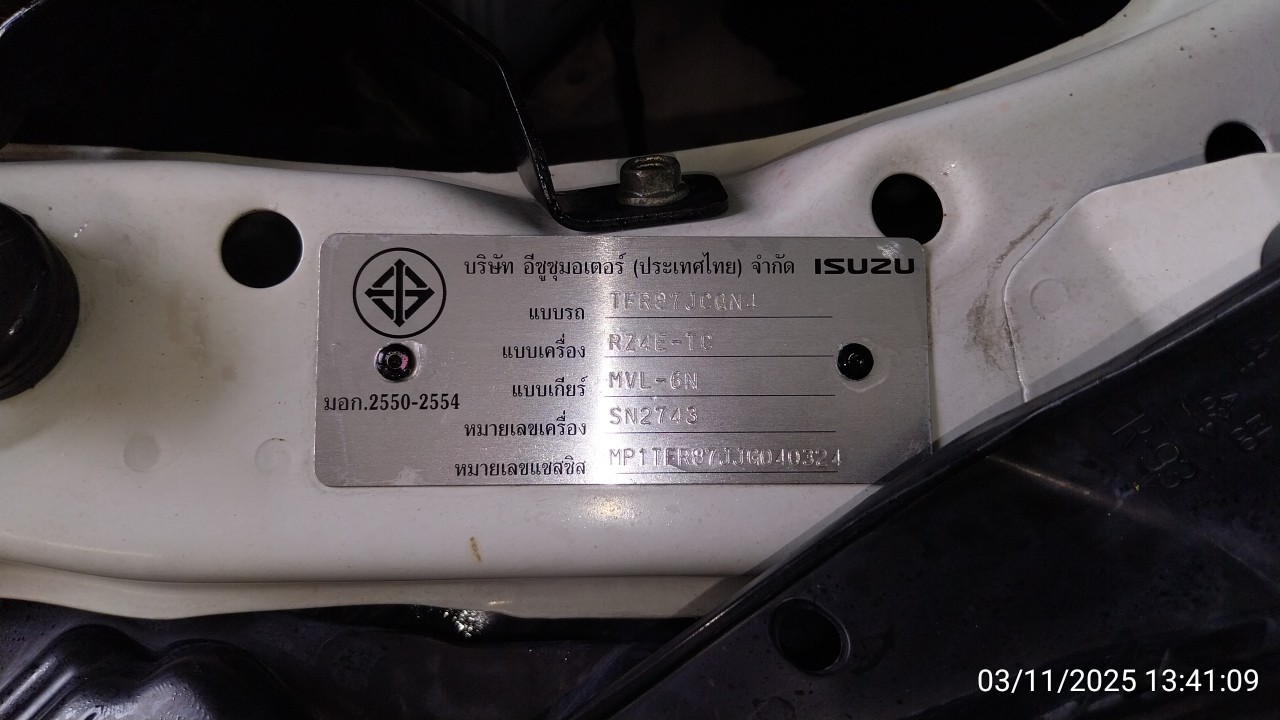 บริษัท อีซูซุมอเตอร์ (ประเทศไทย) จำกัด ISUZU
แบบรถ TFR87JCQN4
แบบเครื่อง RZ4E-TC
แบบเกียร์ MVL-6N
มอก.2550-2554
หมายเลขเครื่อง SN2743
หมายเลขแชสซิส MP1TFR87JJG040324
03/11/2025 13:41:09